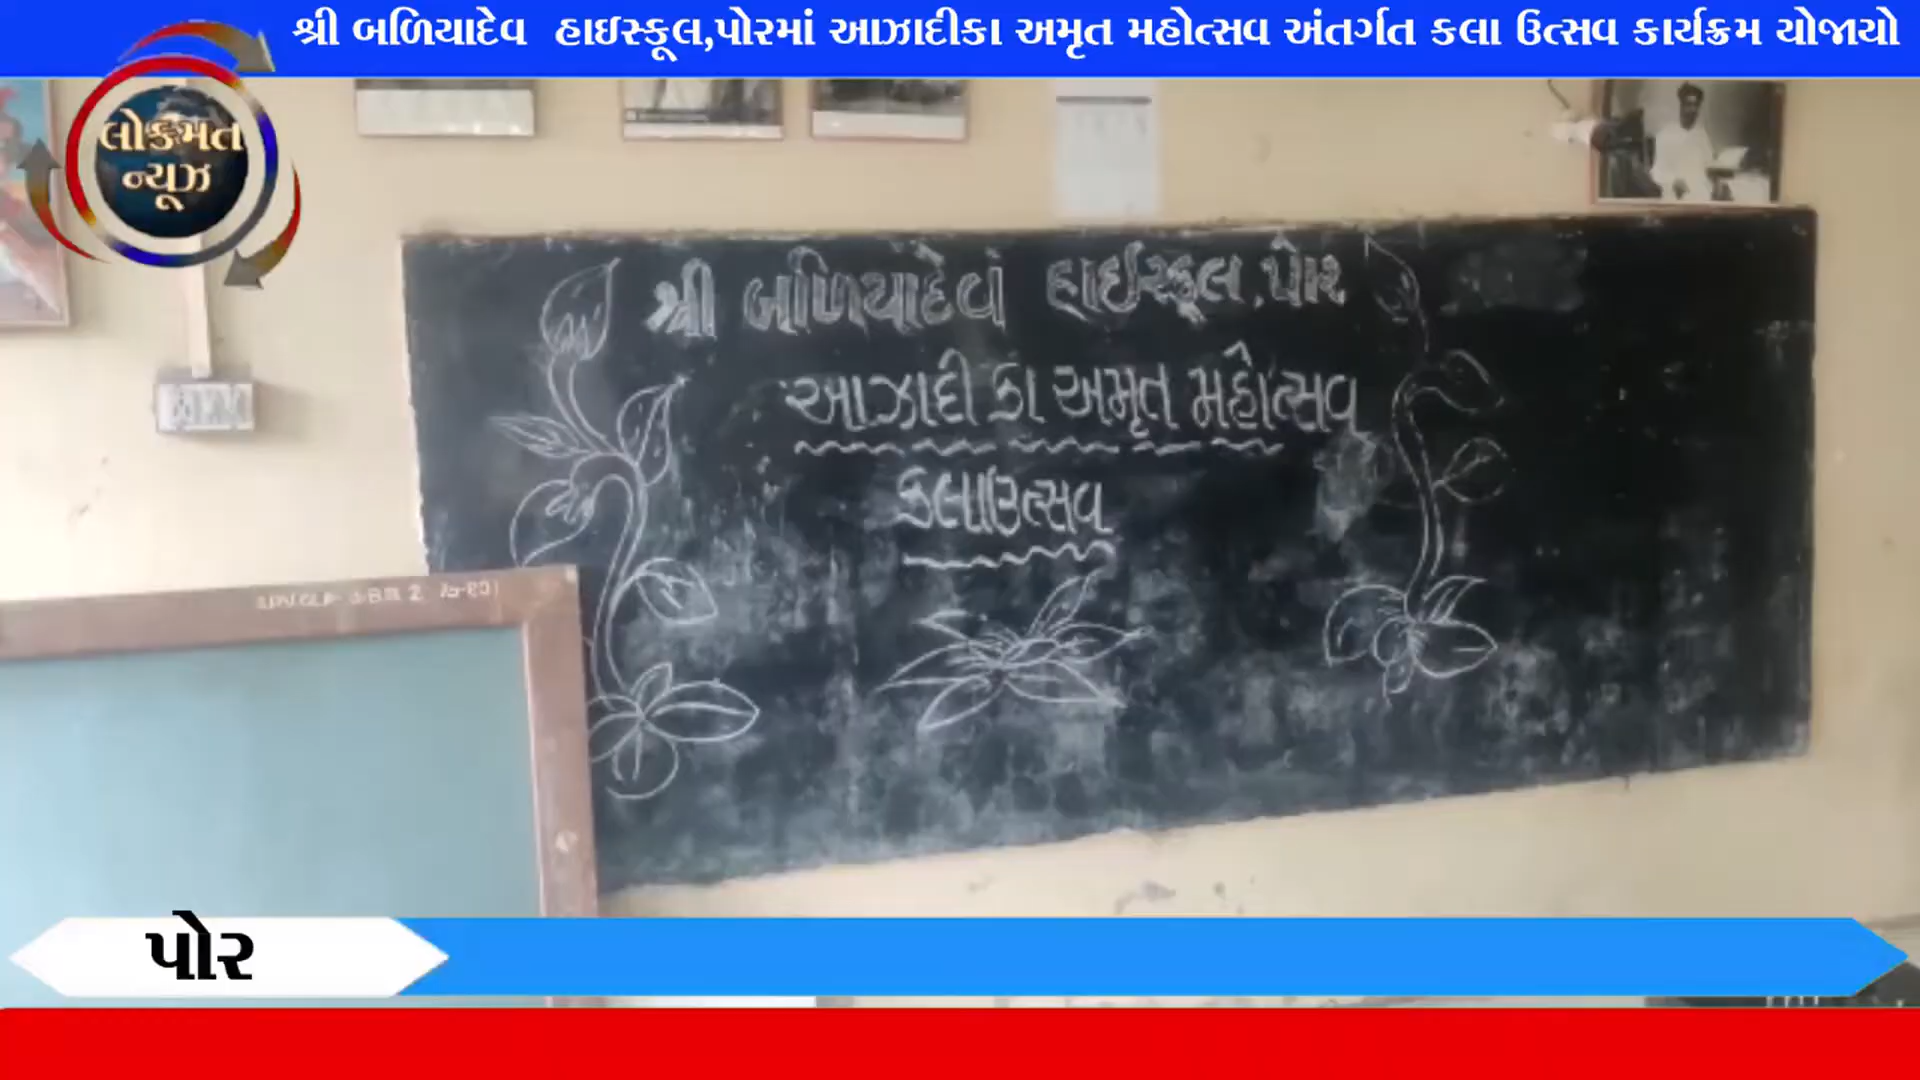 શ્રી બળિયાદેવ હાઇસ્કૂલ,પોરમાં આઝાદીકા અમૃત મહોત્સવ અંતર્ગત કલા ઉત્સવ કાર્યક્રમ યોજાયો
લોકમત
ન્યૂઝ
શ્રી બળિયાદેવ હાઈસ્કૂલ.પોર
આઝાદી કા અમૃત મહોત્સવ
કલાઉત્સવ
પોર